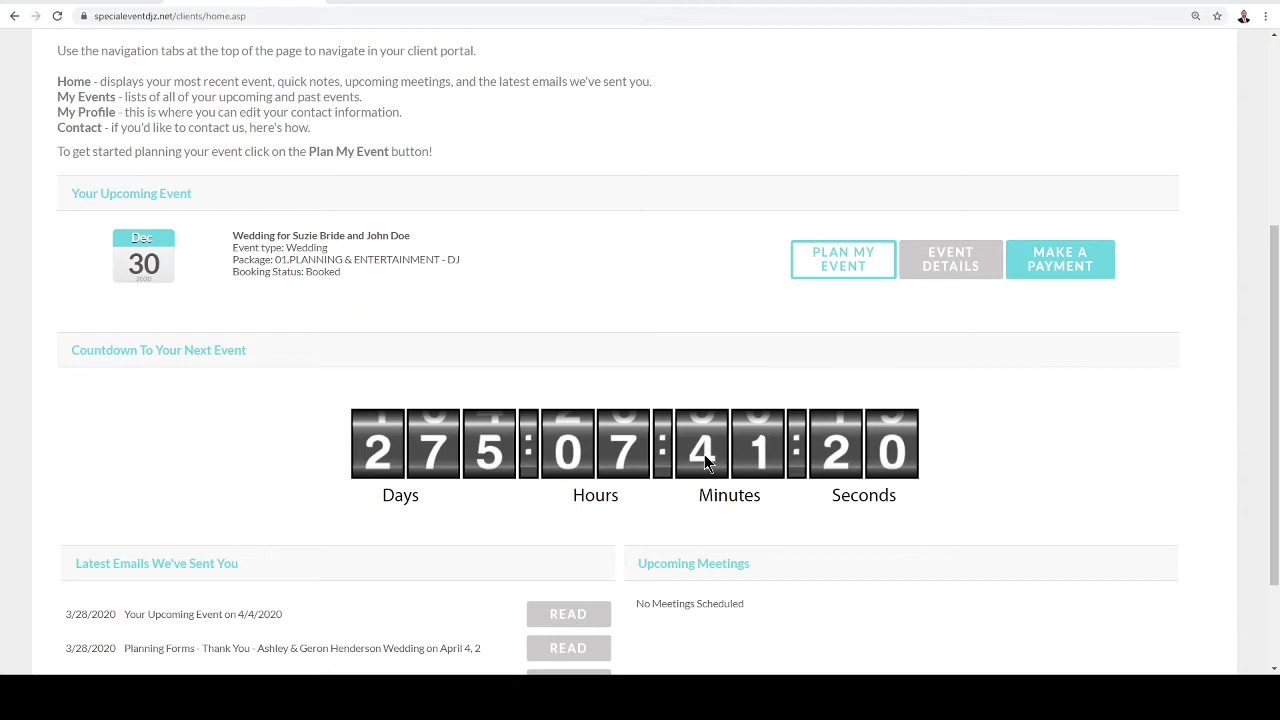 specialeventdjz.net/clients/home.asp
Use the navigation tabs at the top of the page to navigate in your client portal.
Home - displays your most recent event, quick notes, upcoming meetings, and the latest emails we've sent you.
My Events - lists of all of your upcoming and past events.
My Profile - this is where you can edit your contact information.
Contact - if you'd like to contact us, here's how.
To get started planning your event click on the Plan My Event button!
Your Upcoming Event
Dec
30
2020
Wedding for Suzie Bride and John Doe
Event type: Wedding
Package: 01.PLANNING & ENTERTAINMENT - DJ
Booking Status: Booked
PLAN MY
EVENT
EVENT
DETAILS
MAKE A
PAYMENT
Countdown To Your Next Event
275:07:41:20
Days Hours Minutes Seconds
Latest Emails We've Sent You
3/28/2020 Your Upcoming Event on 4/4/2020 READ
3/28/2020 Planning Forms - Thank You - Ashley & Geron Henderson Wedding on April 4, 2 READ
Upcoming Meetings
No Meetings Scheduled